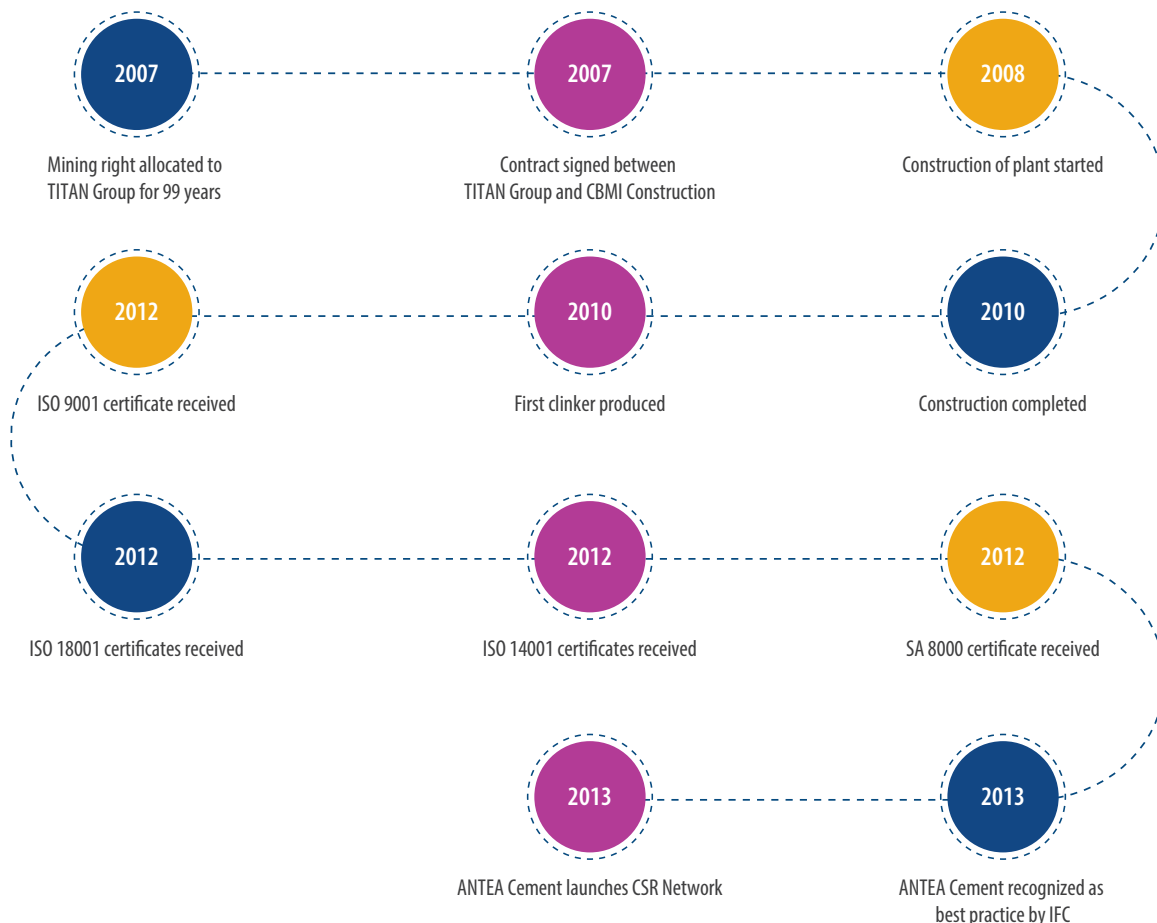 2007
Mining right allocated to
TITAN Group for 99 years
2007
Contract signed between
TITAN Group and CBMI Construction
2008
Construction of plant started
2010
Construction completed
2010
First clinker produced
2012
ISO 9001 certificate received
2012
ISO 18001 certificates received
2012
ISO 14001 certificates received
2012
SA 8000 certificate received
2013
ANTEA Cement recognized as
best practice by IFC
2013
ANTEA Cement launches CSR Network